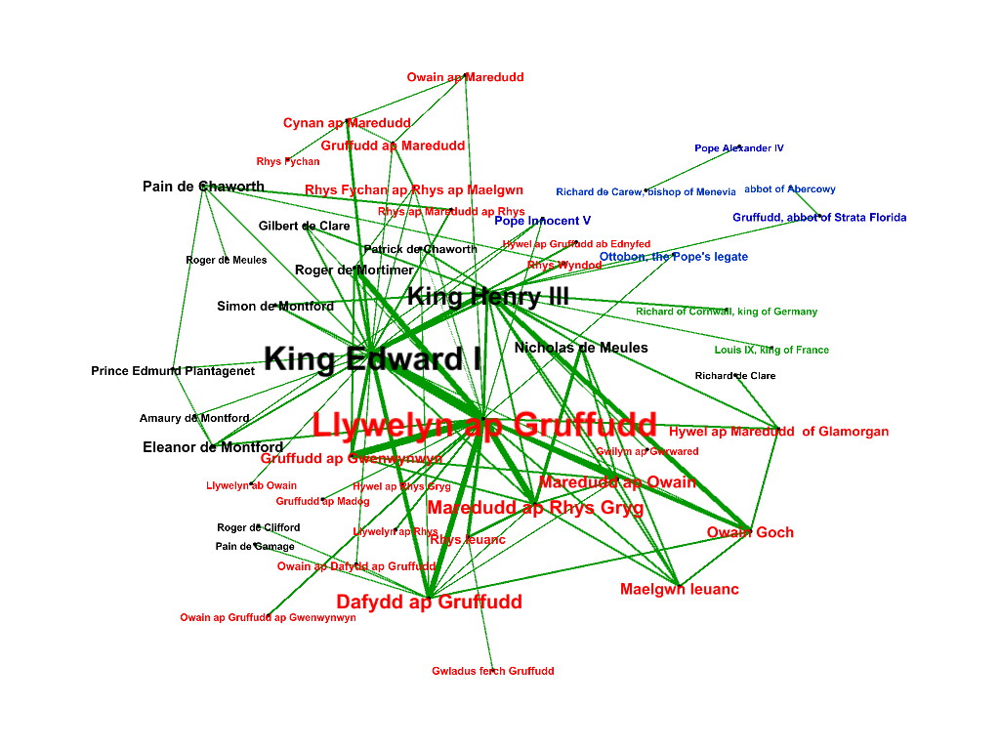 Owain ap Maredudd
Cynan ap Maredudd
Gruffudd ap Maredudd
Pope Alexander IV
Rhys Fychan
Pain de Chaworth
Rhys Fychan ap Rhys ap Maelgwn
Richard de Carew, bishop of Menevia
abbot of Abercowy
Rhys ap Maredudd ap Rhys
Pope Innocent V
Gruffudd, abbot of Strata Florida
Gilbert de Clare
Hywel ap Gruffudd ab Ednyfed
Patrick de Chaworth
Roger de Meules
Ottobon, the Pope's legate
Rhys Wyndod
Roger de Mortimer
King Henry III
Simon de Montford
Richard of Cornwall, king of Germany
Nicholas de Meules
Louis IX, king of France
King Edward I
Prince Edmund Plantagenet
Richard de Clare
Amaury de Montford
Llywelyn ap Gruffudd
Hywel ap Maredudd of Glamorgan
Eleanor de Montford
Gwilym ap Gwrwared
Gruffudd ap Gwenwynwyn
Llywelyn ab Owain
Hywel ap Rhys Gryg
Maredudd ap Owain
Gruffudd ap Madog
Maredudd ap Rhys Gryg
Roger de Clifford
Llywelyn ap Rhys
Owain Goch
Rhys Ieuanc
Pain de Gamage
Owain ap Dafydd ap Gruffudd
Maelgwn Ieuanc
Dafydd ap Gruffudd
Owain ap Gruffudd ap Gwenwynwyn
Gwladus ferch Gruffudd